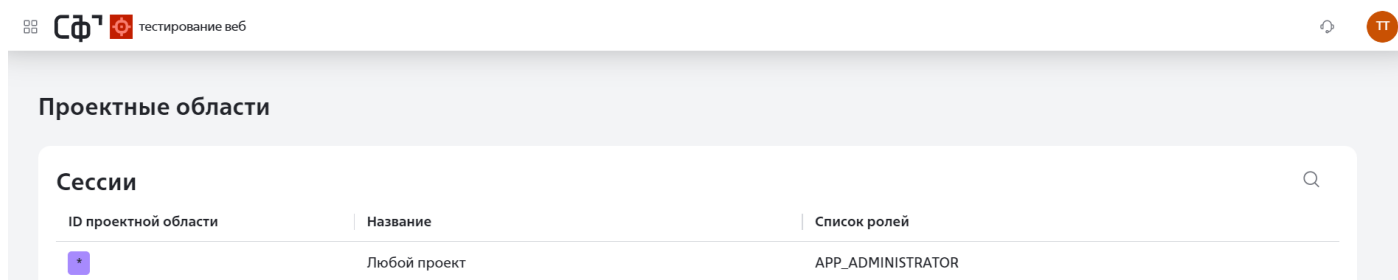 Сф тестирование веб ТТ
Проектные области
Сессии
ID проектной области Название Список ролей
* Любой проект APP_ADMINISTRATOR